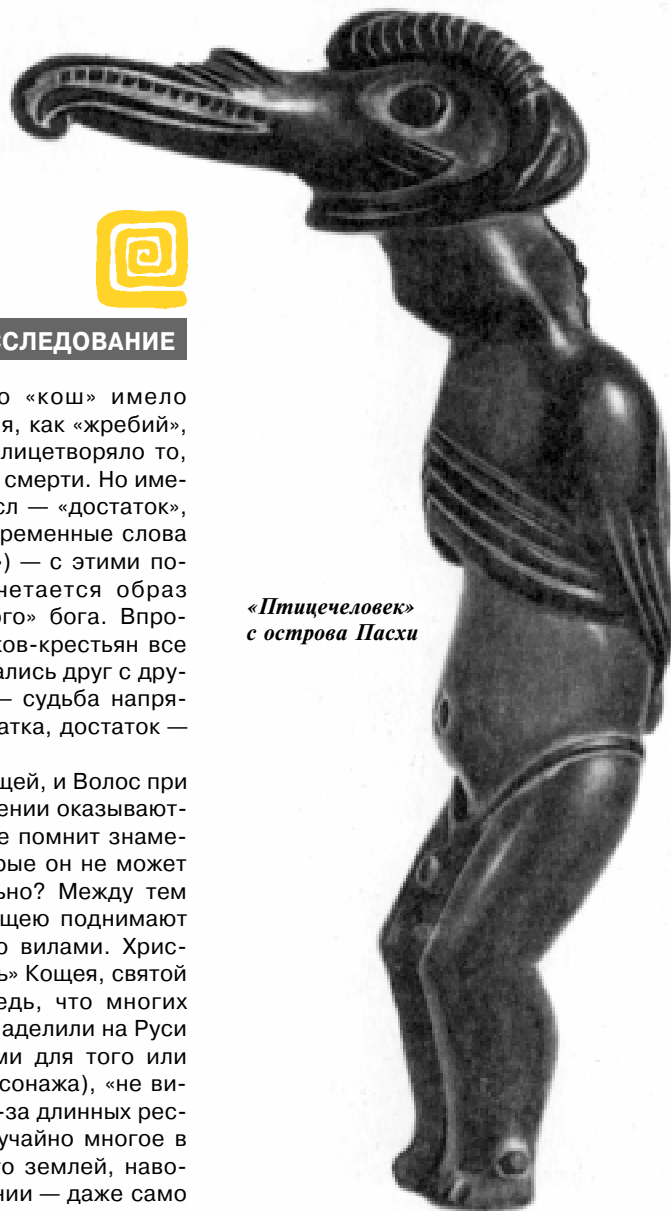 ССЛЕДОВАНИЕ
о «кош» имело
я, как «жребий»,
лицетворяло то,
смерти. Но име-
сл — «достаток»,
ременные слова
») — с этими по-
четается образ
ого» бога. Впро-
ков-крестьян все
ались друг с дру-
— судьба напря-
атка, достаток —
щей, и Волос при
ении оказывают-
е помнит знаме-
рые он не может
ьно? Между тем
щею поднимают
о вилами. Хрис-
ь» Кощея, святой
едь, что многих
аделили на Руси
ми для того или
сонажа), «не ви-
-за длинных рес-
учайно многое в
го землей, наво-
нии — даже само
«Птицечеловек»
с острова Пасхи